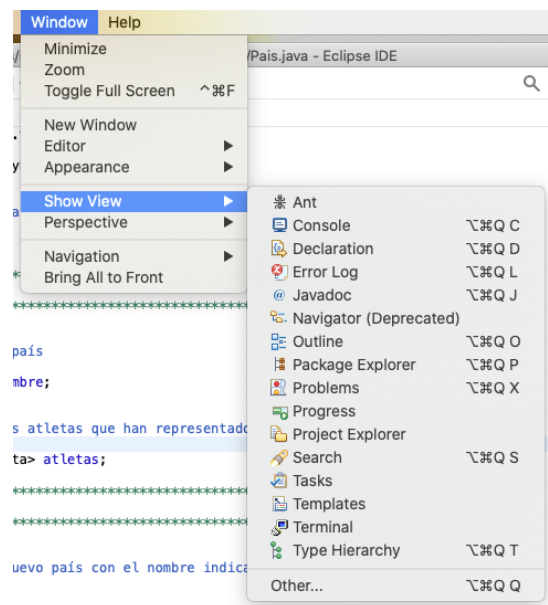 Window Help
Minimize
Zoom
Toggle Full Screen ^⌘F
New Window
Editor
Appearance
Show View
Perspective
Navigation
Bring All to Front
/Pais.java - Eclipse IDE
Ant
Console ⌥⌘Q C
Declaration ⌥⌘Q D
Error Log ⌥⌘Q L
Javadoc ⌥⌘Q J
Navigator (Deprecated)
Outline ⌥⌘Q O
Package Explorer ⌥⌘Q P
Problems ⌥⌘Q X
Progress
Project Explorer
Search ⌥⌘Q S
Tasks
Templates
Terminal
Type Hierarchy ⌥⌘Q T
Other... ⌥⌘Q Q
país
mbre;
s atletas que han representado
ta> atletas;
uevo país con el nombre indica